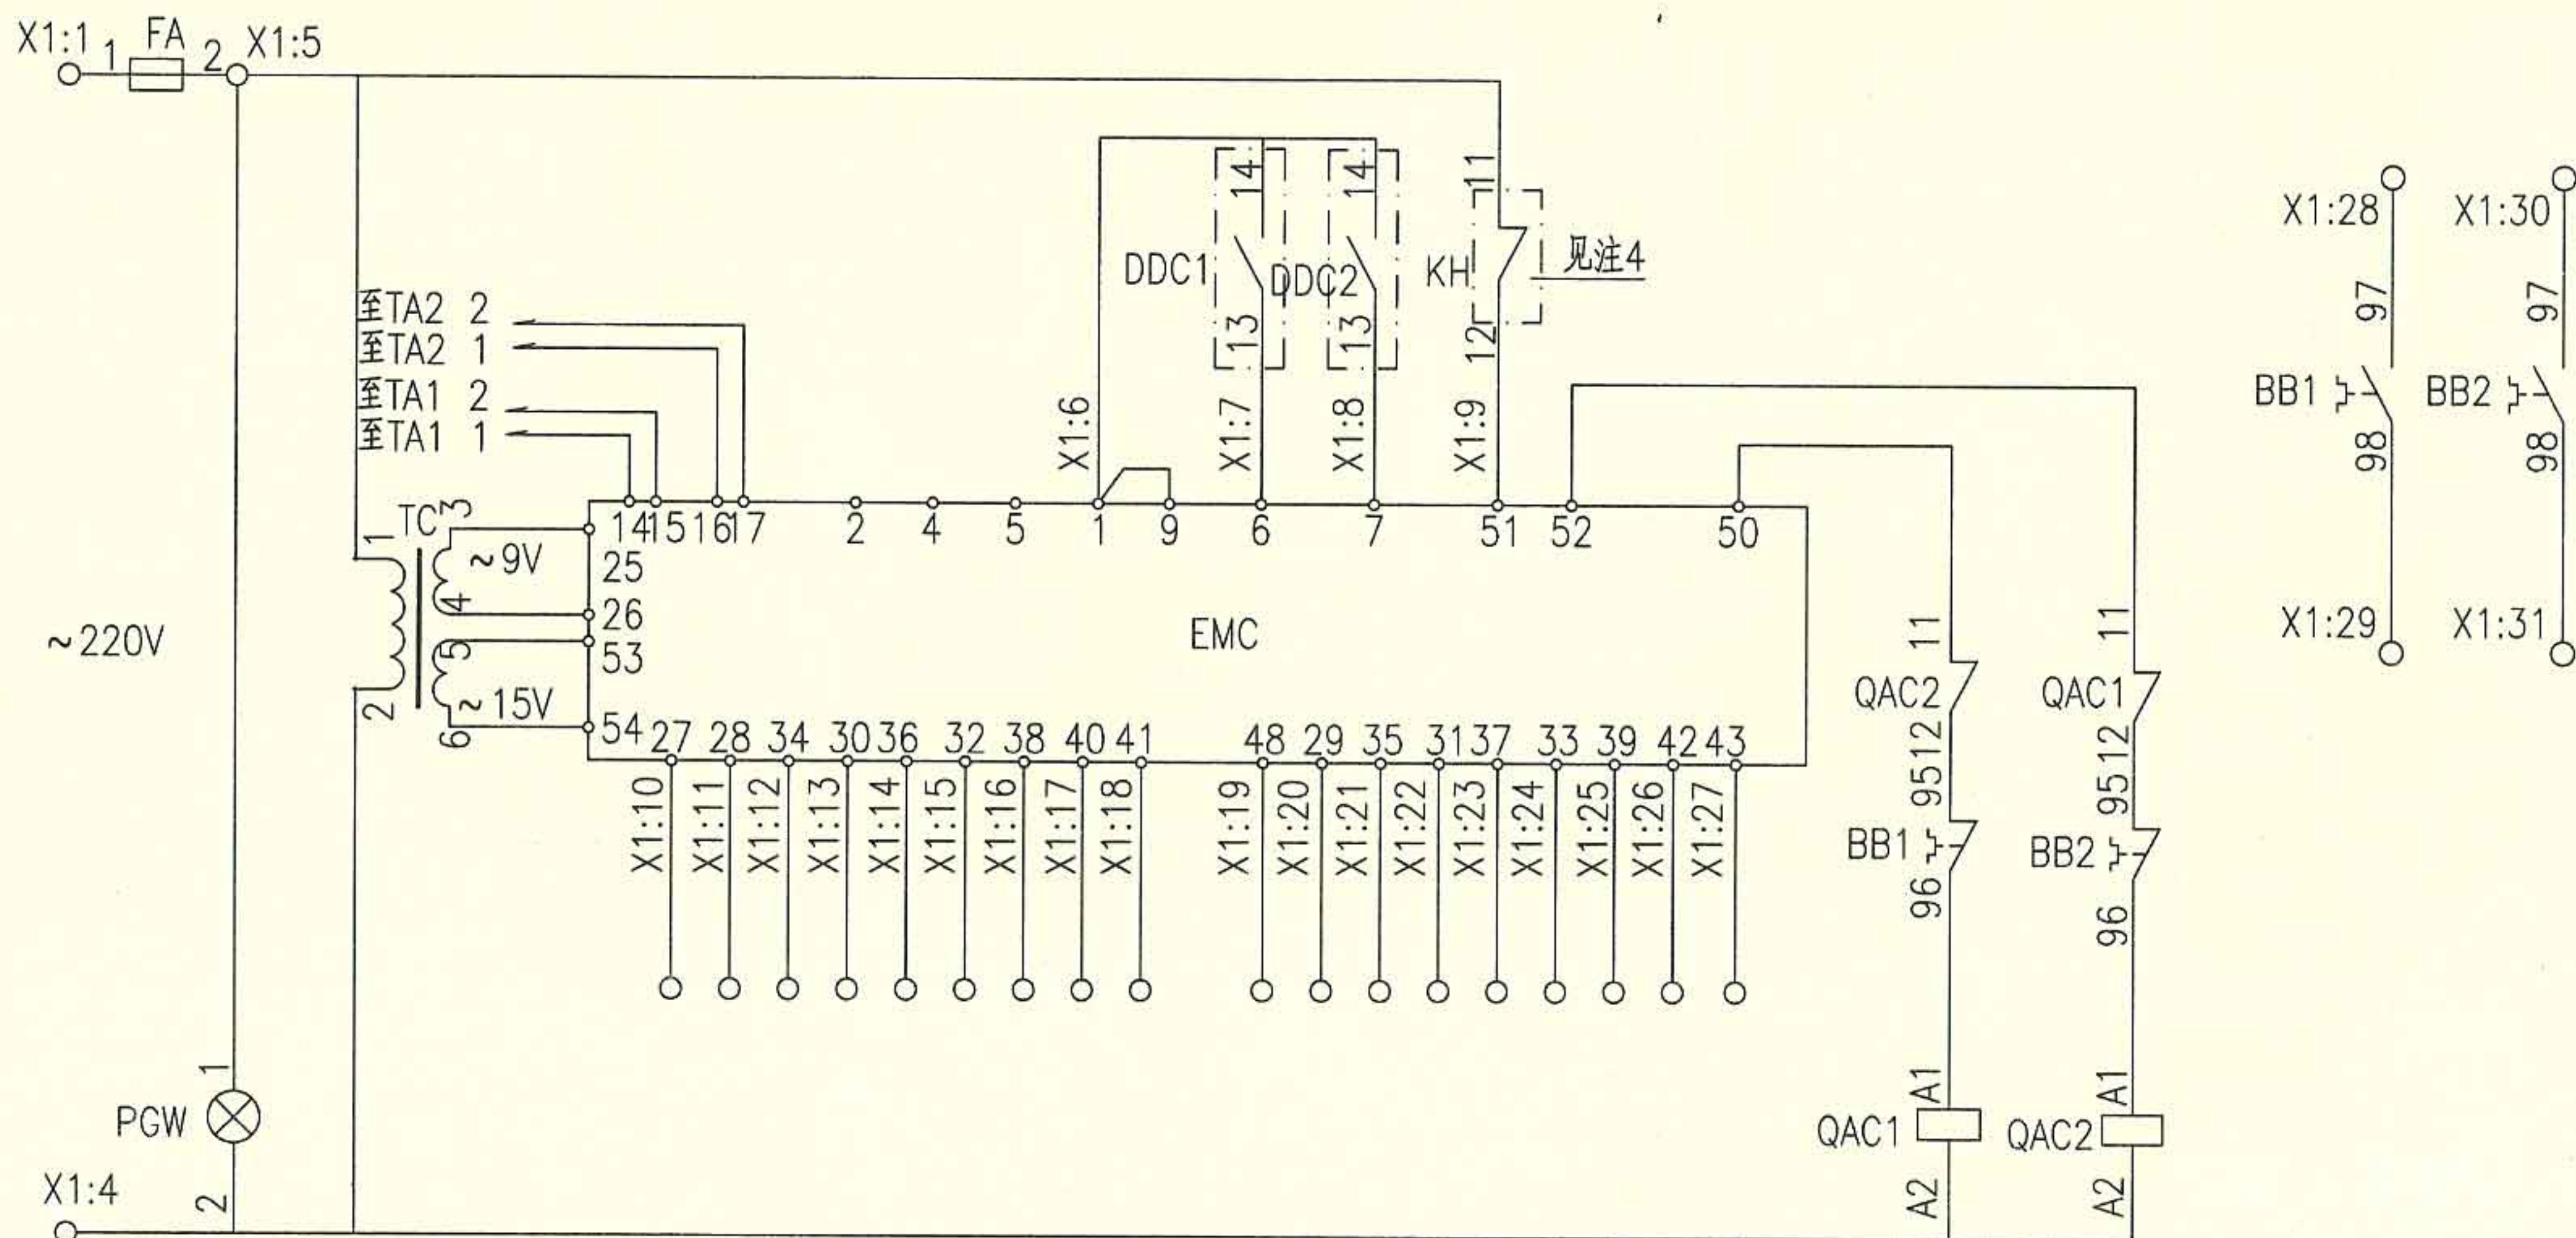 X1:1 1 FA 2 X1:5
14 14 11
X1:28 X1:30
DDC1 DDC2 KH 见注4
13 13 12
97 97
至TA2 2
至TA2 1
至TA1 2
至TA1 1
X1:6 X1:7 X1:8 X1:9
BB1 BB2
98 98
TC 3
1 ~9V 4
5 ~15V
2 6
14 15 16 17 2 4 5 1 9 6 7 51 52 50
25
26
53
54
~220V
EMC
11 11
X1:29 X1:31
QAC2 QAC1
12 12
27 28 34 30 36 32 38 40 41 48 29 35 31 37 33 39 42 43
X1:10 X1:11 X1:12 X1:13 X1:14 X1:15 X1:16 X1:17 X1:18 X1:19 X1:20 X1:21 X1:22 X1:23 X1:24 X1:25 X1:26 X1:27
95 95
BB1 BB2
96 96
1
PGW
2
A1 A1
QAC1 QAC2
A2 A2
X1:4